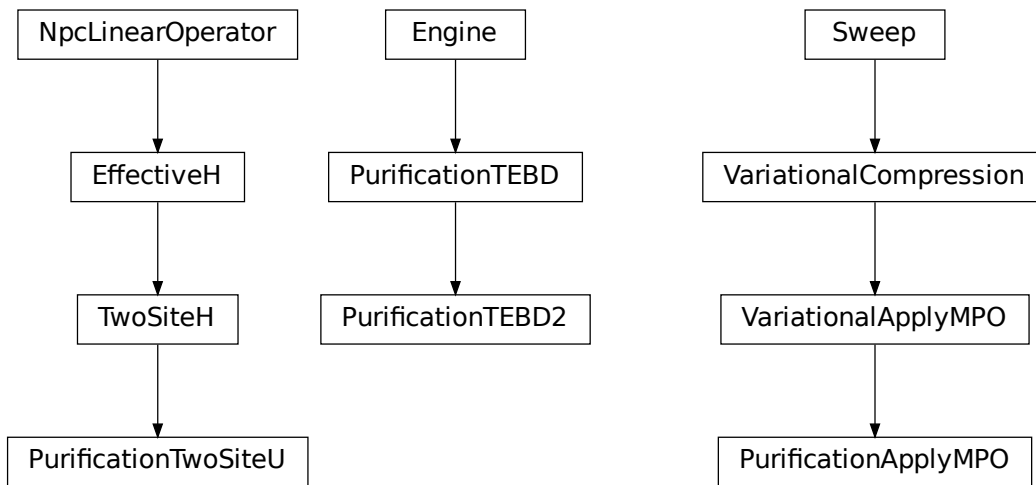 NpcLinearOperator
Engine
Sweep
EffectiveH
PurificationTEBD
VariationalCompression
TwoSiteH
PurificationTEBD2
VariationalApplyMPO
PurificationTwoSiteU
PurificationApplyMPO